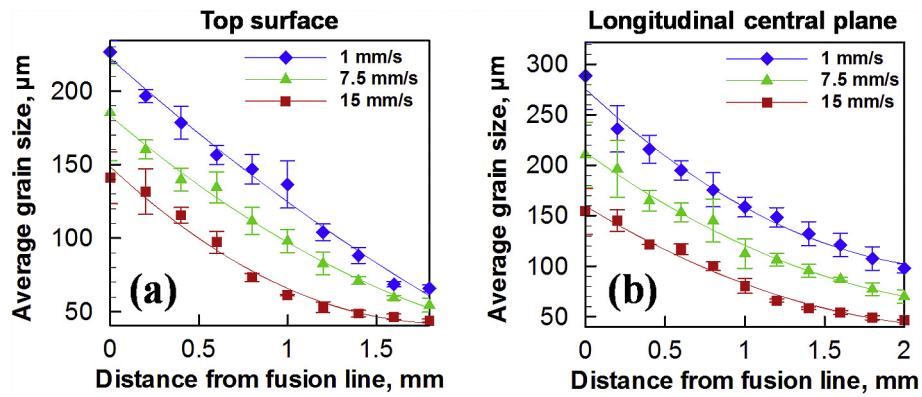 Top surface
Average grain size, µm
200
150
100
50
1 mm/s
7.5 mm/s
15 mm/s
(a)
0
0.5
1
1.5
Distance from fusion line, mm
Longitudinal central plane
Average grain size, µm
300
250
200
150
100
50
1 mm/s
7.5 mm/s
15 mm/s
(b)
0
0.5
1
1.5
2
Distance from fusion line, mm